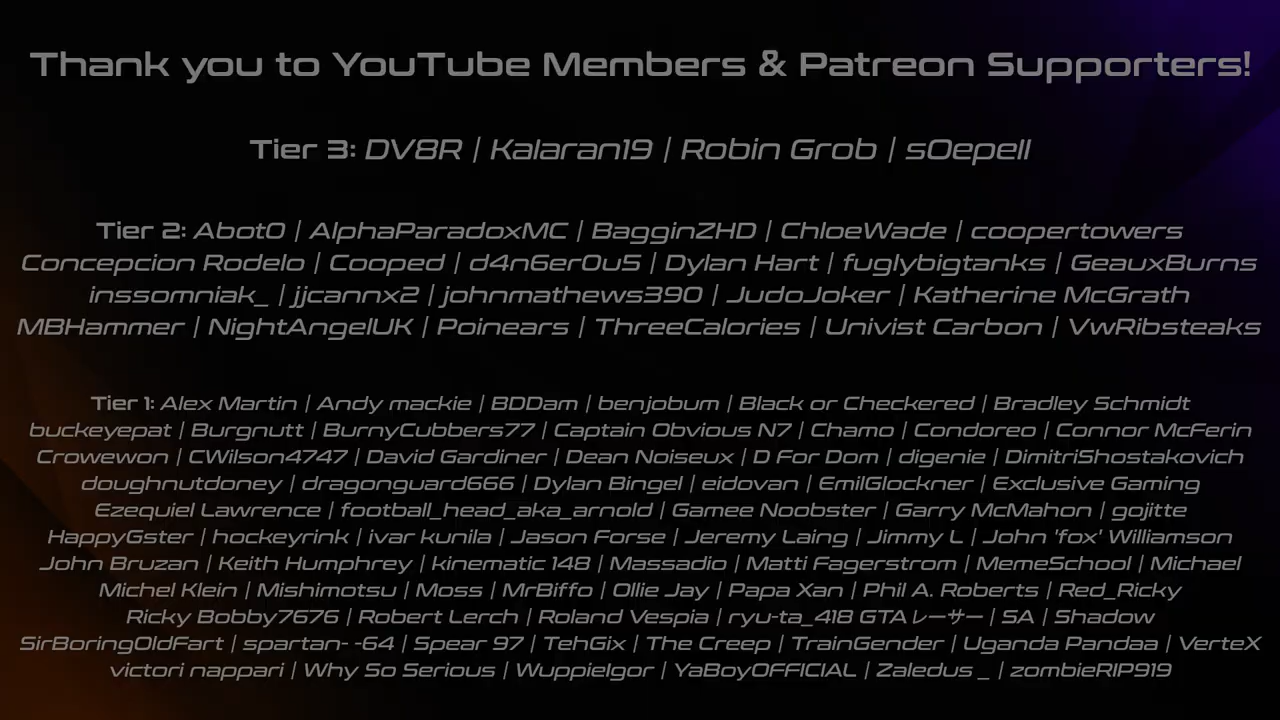 Thank you to YouTube Members & Patreon Supporters!
Tier 3: DV8R | Kalaran19 | Robin Grob | s0epell
Tier 2: Abot0 | AlphaParadoxMC | BagginZHD | ChloeWade | coopertowers
Concepcion Rodelo | Cooped | d4n6er0u5 | Dylan Hart | fuglybigtanks | GeauxBurns
inssomniak_ | jjcannx2 | johnmathews390 | JudoJoker | Katherine McGrath
MBHammer | NightAngelUK | Poinears | ThreeCalories | Univist Carbon | VwRibsteaks
Tier 1: Alex Martin | Andy mackie | BDDam | benjobum | Black or Checkered | Bradley Schmidt
buckeyepat | Burgnutt | BurnyCubbers77 | Captain Obvious N7 | Chamo | Condoreo | Connor McFerin
Crowewon | CWilson4747 | David Gardiner | Dean Noiseux | D For Dom | digenie | DimitriShostakovich
doughnutdoney | dragonguard666 | Dylan Bingel | eidovan | EmilGlockner | Exclusive Gaming
Ezequiel Lawrence | football_head_aka_arnold | Gamee Noobster | Garry McMahon | gojitte
HappyGster | hockeyrink | ivar kunila | Jason Forse | Jeremy Laing | Jimmy L | John 'fox' Williamson
John Bruzan | Keith Humphrey | kinematic 148 | Massadio | Matti Fagerstrom | MemeSchool | Michael
Michel Klein | Mishimotsu | Moss | MrBiffo | Ollie Jay | Papa Xan | Phil A. Roberts | Red_Ricky
Ricky Bobby7676 | Robert Lerch | Roland Vespia | ryu-ta_418 GTAレーサー | SA | Shadow
SirBoringOldFart | spartan- -64 | Spear 97 | TehGix | The Creep | TrainGender | Uganda Pandaa | VerteX
victori nappari | Why So Serious | Wuppielgor | YaBoyOFFICIAL | Zaledus _ | zombieRIP919